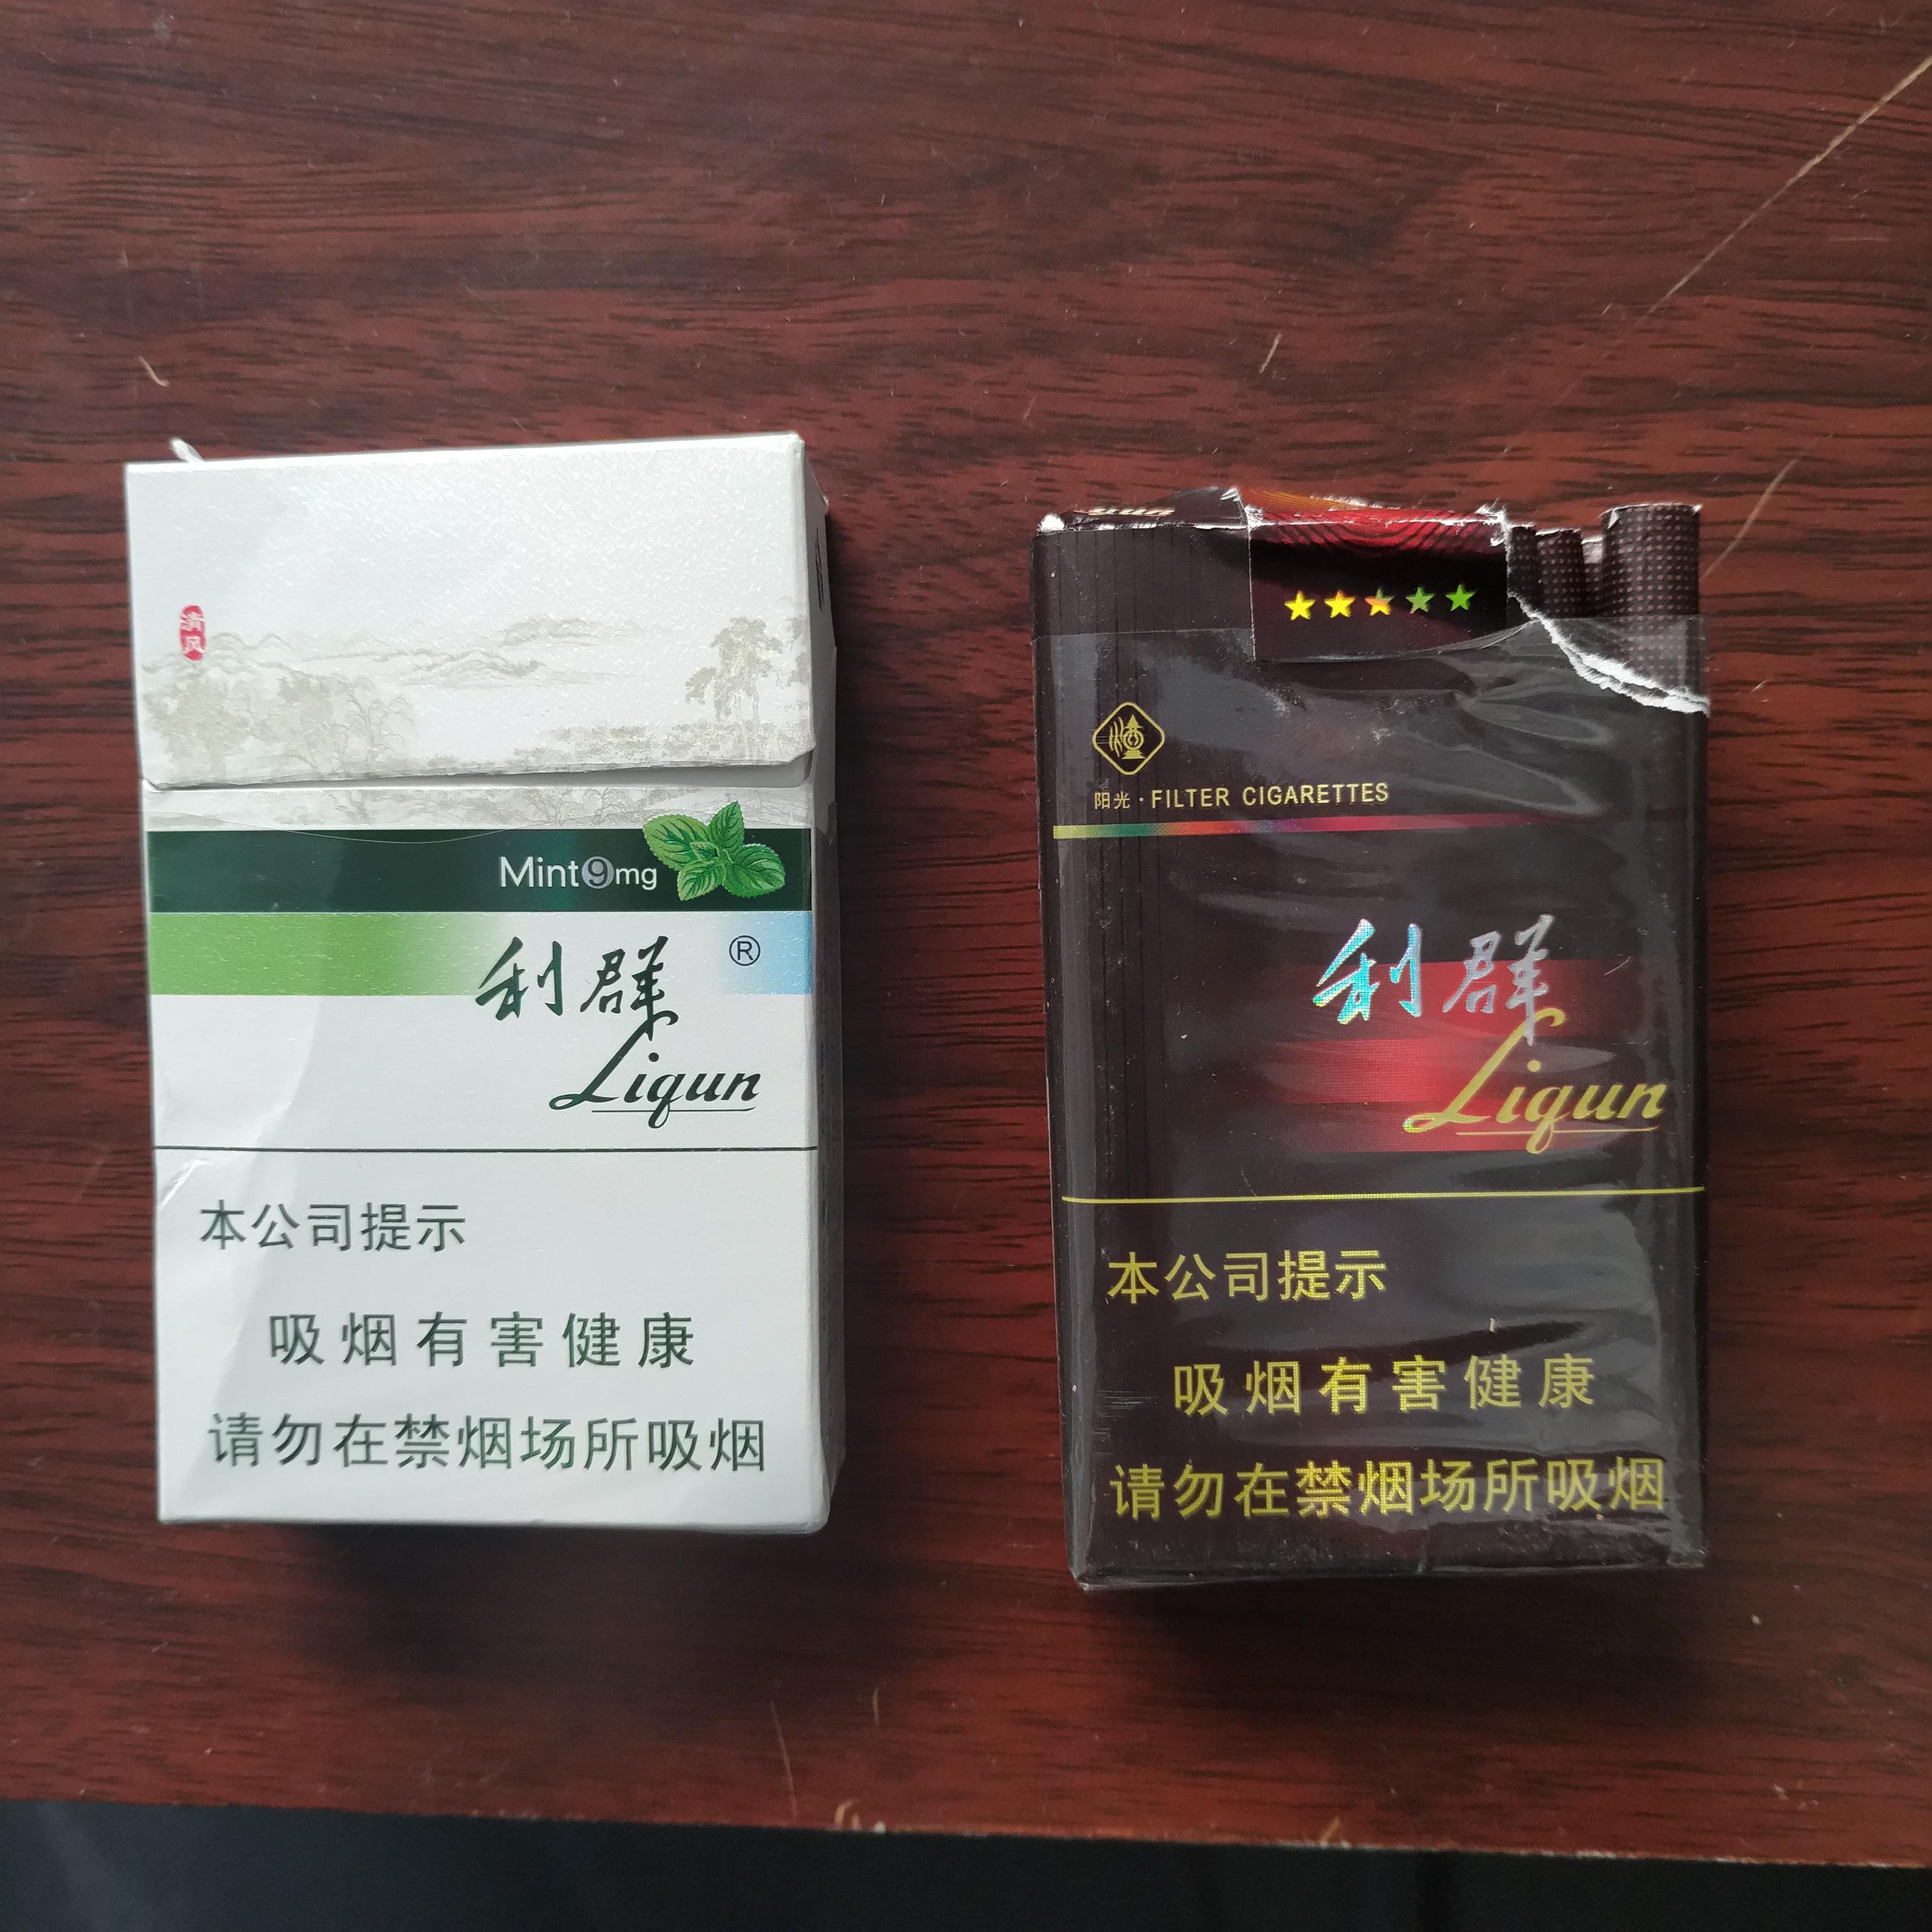 清风
Mint9mg
利群
®
Liqun
本公司提示
吸烟有害健康
请勿在禁烟场所吸烟
阳光·FILTER CIGARETTES
利群
Liqun
本公司提示
吸烟有害健康
请勿在禁烟场所吸烟